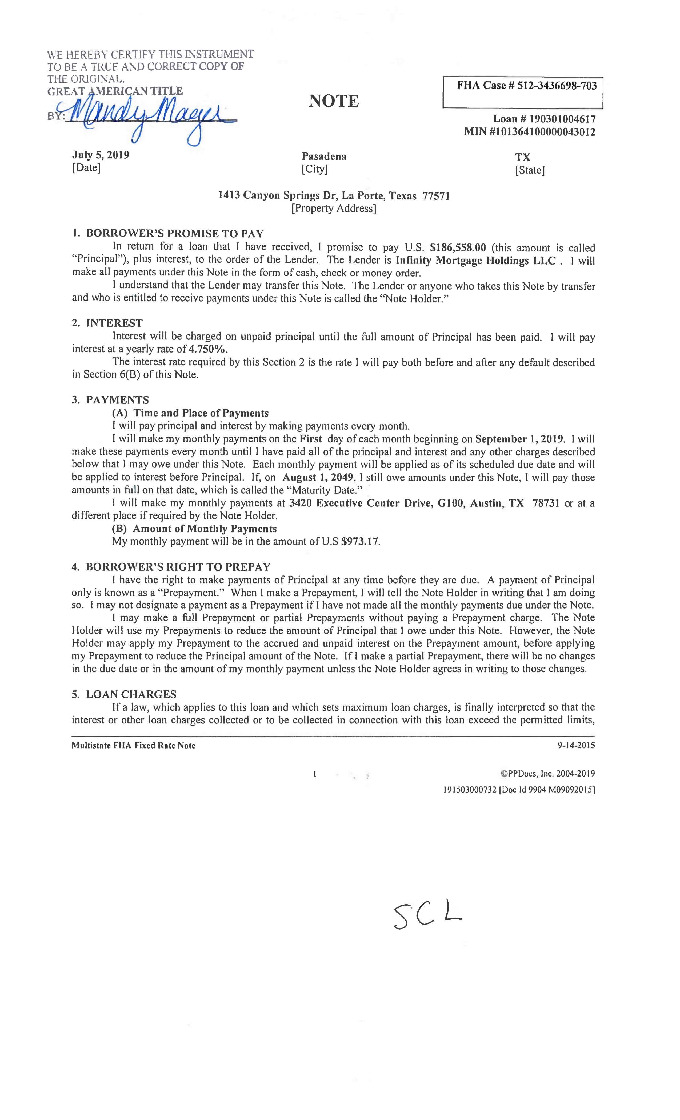 WE HEREBY CERTIFY THIS INSTRUMENT
TO BE A TRUE AND CORRECT COPY OF
THE ORIGINAL.
GREAT AMERICAN TITLE
BY: Mandy Mayer
NOTE
FHA Case # 512-3436698-703
Loan # 190301004617
MIN #101364100000043012
July 5, 2019 Pasadena TX
[Date] [City] [State]
1413 Canyon Springs Dr, La Porte, Texas 77571
[Property Address]
1. BORROWER'S PROMISE TO PAY
In return for a loan that I have received, I promise to pay U.S. $186,558.00 (this amount is called
"Principal"), plus interest, to the order of the Lender. The Lender is Infinity Mortgage Holdings LLC . I will
make all payments under this Note in the form of cash, check or money order.
I understand that the Lender may transfer this Note. The Lender or anyone who takes this Note by transfer
and who is entitled to receive payments under this Note is called the "Note Holder."
2. INTEREST
Interest will be charged on unpaid principal until the full amount of Principal has been paid. I will pay
interest at a yearly rate of 4.750%.
The interest rate required by this Section 2 is the rate I will pay both before and after any default described
in Section 6(B) of this Note.
3. PAYMENTS
(A) Time and Place of Payments
I will pay principal and interest by making payments every month.
I will make my monthly payments on the First day of each month beginning on September 1, 2019. I will
make these payments every month until I have paid all of the principal and interest and any other charges described
below that I may owe under this Note. Each monthly payment will be applied as of its scheduled due date and will
be applied to interest before Principal. If, on August 1, 2049, I still owe amounts under this Note, I will pay those
amounts in full on that date, which is called the "Maturity Date."
I will make my monthly payments at 3420 Executive Center Drive, G100, Austin, TX 78731 or at a
different place if required by the Note Holder.
(B) Amount of Monthly Payments
My monthly payment will be in the amount of U.S $973.17.
4. BORROWER'S RIGHT TO PREPAY
I have the right to make payments of Principal at any time before they are due. A payment of Principal
only is known as a "Prepayment." When I make a Prepayment, I will tell the Note Holder in writing that I am doing
so. I may not designate a payment as a Prepayment if I have not made all the monthly payments due under the Note.
I may make a full Prepayment or partial Prepayments without paying a Prepayment charge. The Note
Holder will use my Prepayments to reduce the amount of Principal that I owe under this Note. However, the Note
Holder may apply my Prepayment to the accrued and unpaid interest on the Prepayment amount, before applying
my Prepayment to reduce the Principal amount of the Note. If I make a partial Prepayment, there will be no changes
in the due date or in the amount of my monthly payment unless the Note Holder agrees in writing to those changes.
5. LOAN CHARGES
If a law, which applies to this loan and which sets maximum loan charges, is finally interpreted so that the
interest or other loan charges collected or to be collected in connection with this loan exceed the permitted limits,
Multistate FHA Fixed Rate Note 9-14-2015
1 ©PPDocs, Inc. 2004-2019
191503000732 [Doc Id 9904 M09092015]
SCL